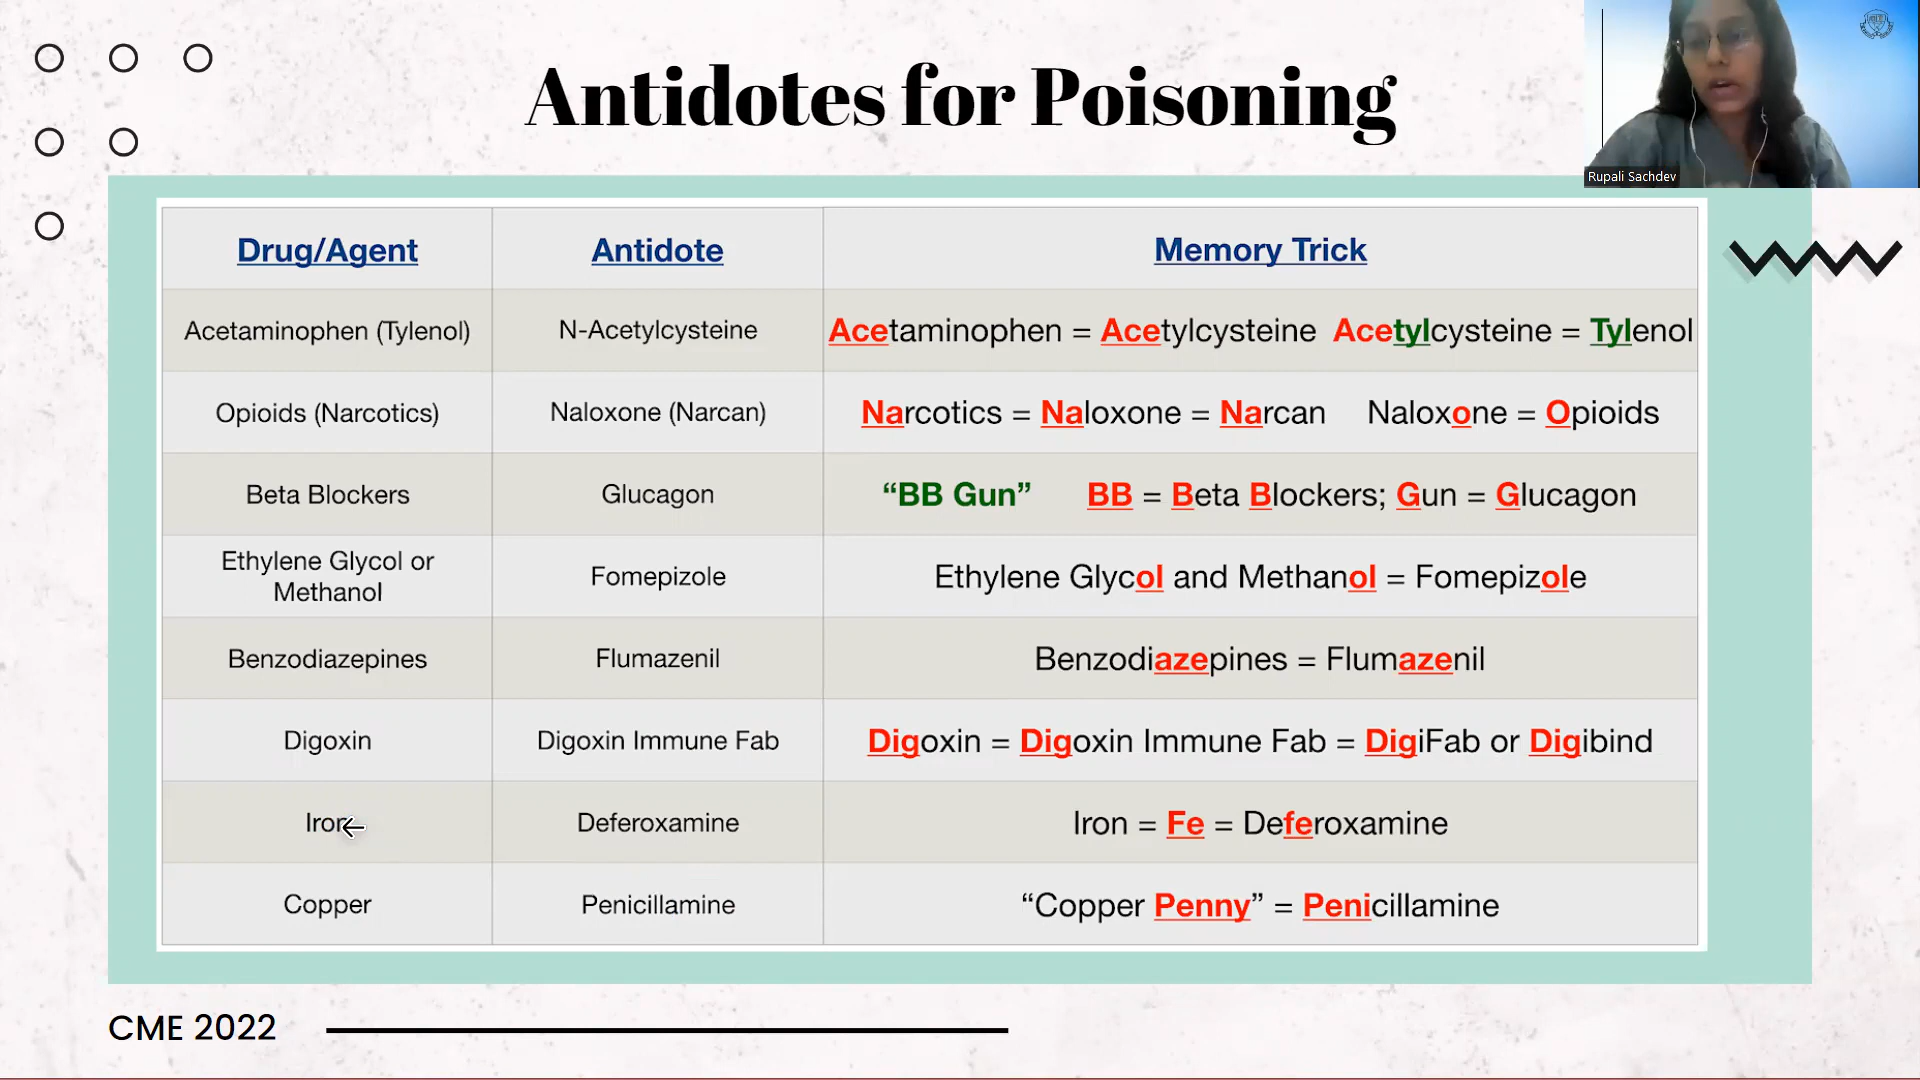 Antidotes for Poisoning
Rupali Sachdev
Drug/Agent Antidote Memory Trick
Acetaminophen (Tylenol) N-Acetylcysteine Acetaminophen = Acetylcysteine Acetylcysteine = Tylenol
Opioids (Narcotics) Naloxone (Narcan) Narcotics = Naloxone = Narcan Naloxone = Opioids
Beta Blockers Glucagon “BB Gun” BB = Beta Blockers; Gun = Glucagon
Ethylene Glycol or
Methanol Fomepizole Ethylene Glycol and Methanol = Fomepizole
Benzodiazepines Flumazenil Benzodiazepines = Flumazenil
Digoxin Digoxin Immune Fab Digoxin = Digoxin Immune Fab = DigiFab or Digibind
Iron Deferoxamine Iron = Fe = Deferoxamine
Copper Penicillamine “Copper Penny” = Penicillamine
CME 2022